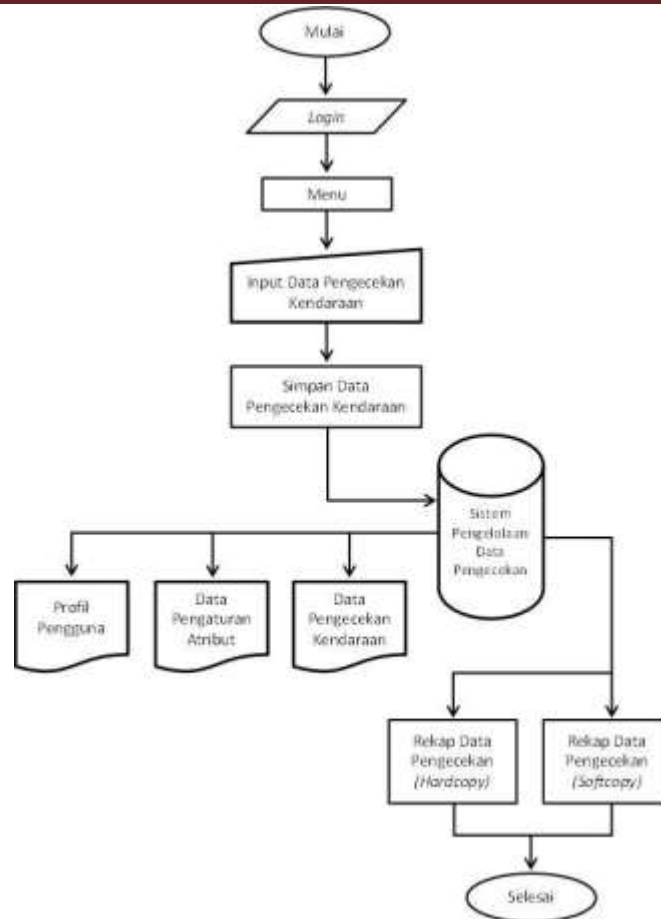 Mulai
Login
Menu
Input Data Pengecekan
Kendaraan
Simpan Data
Pengecekan Kendaraan
Sistem
Pengelolaan
Data
Pengecekan
Profil
Pengguna
Data
Pengaturan
Atribut
Data
Pengecekan
Kendaraan
Rekap Data
Pengecekan
(Hardcopy)
Rekap Data
Pengecekan
(Softcopy)
Selesai